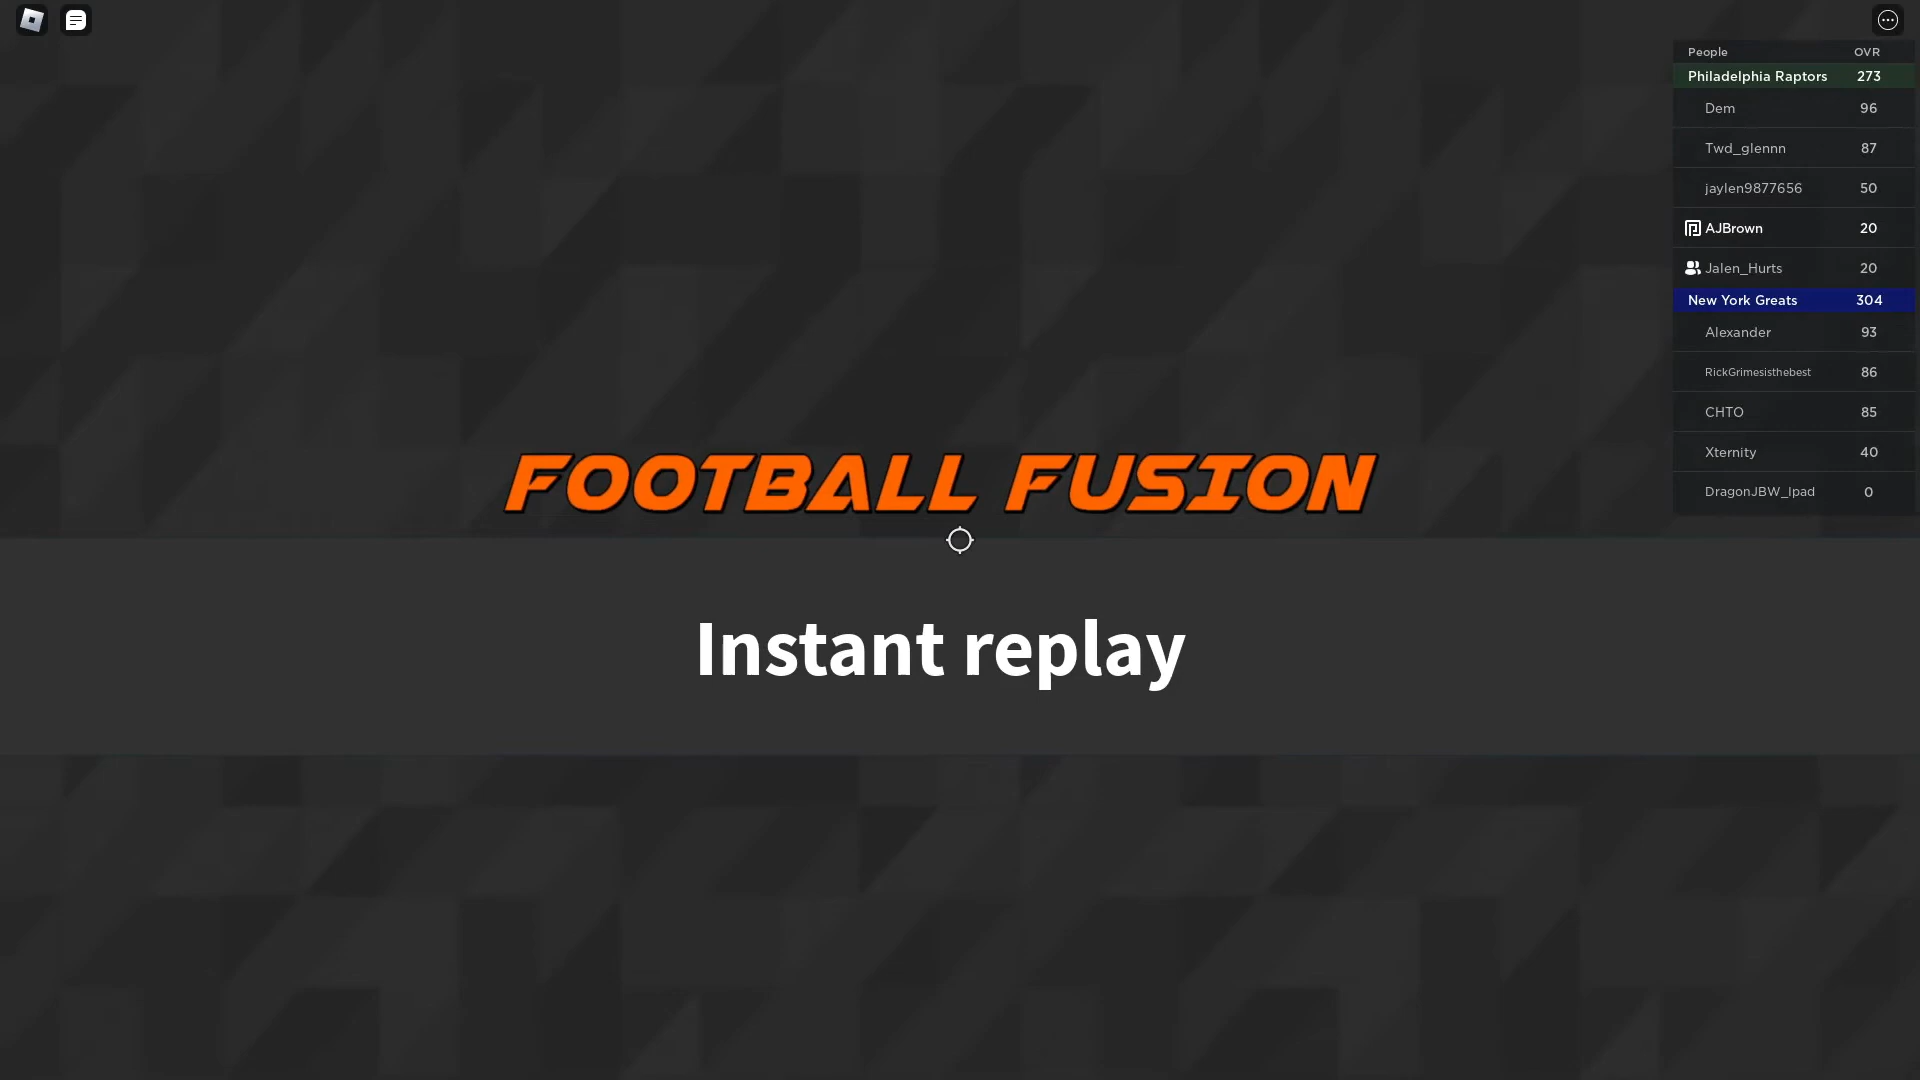 People OVR
Philadelphia Raptors 273
Dem 96
Twd_glennn 87
jaylen9877656 50
AJBrown 20
Jalen_Hurts 20
New York Greats 304
Alexander 93
RickGrimesisthebest 86
CHTO 85
Xternity 40
DragonJBW_Ipad 0
FOOTBALL FUSION
Instant replay